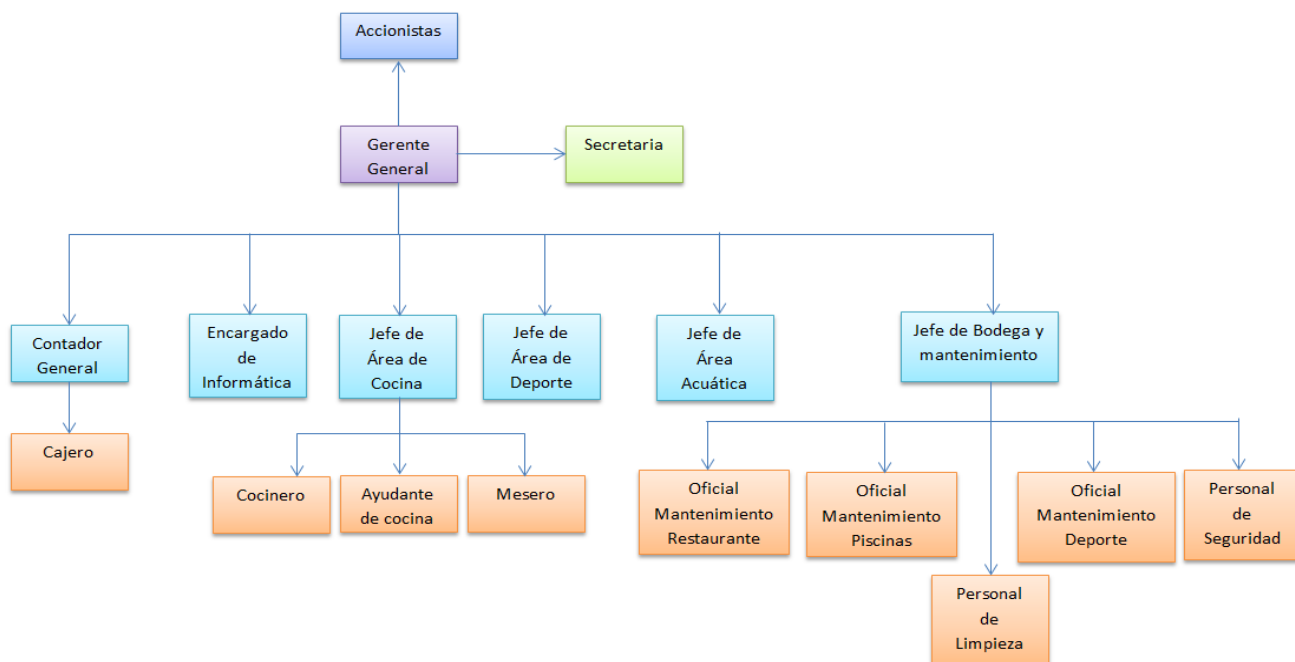 Accionistas
Gerente
General
Secretaria
Contador
General
Encargado
de
Informática
Jefe de
Área de
Cocina
Jefe de
Área de
Deporte
Jefe de
Área
Acuática
Jefe de Bodega y
mantenimiento
Cajero
Cocinero
Ayudante
de cocina
Mesero
Oficial
Mantenimiento
Restaurante
Oficial
Mantenimiento
Piscinas
Oficial
Mantenimiento
Deporte
Personal
de
Seguridad
Personal
de
Limpieza